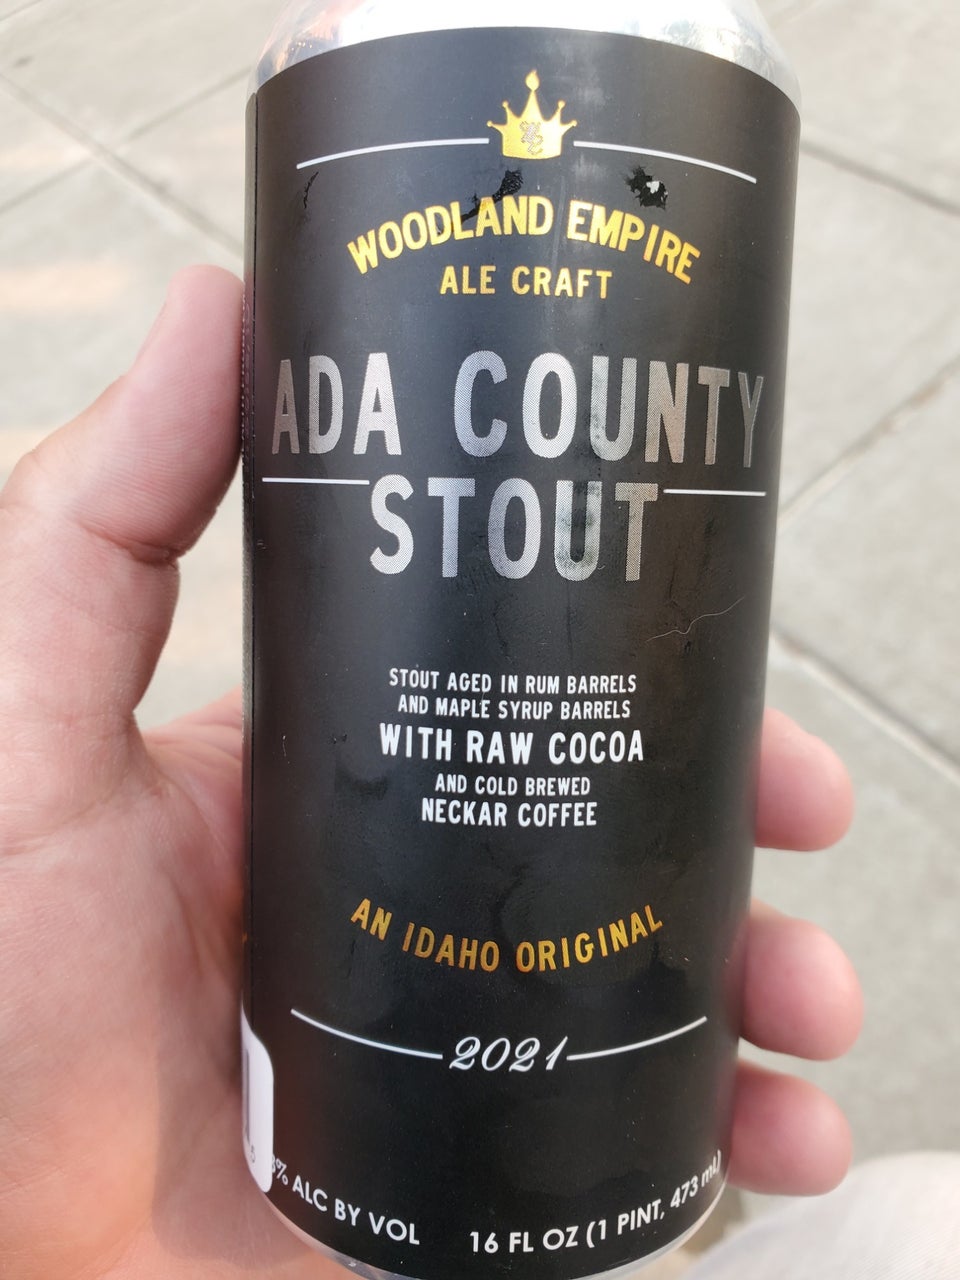 WOODLAND EMPIRE
ALE CRAFT
ADA COUNTY
STOUT
STOUT AGED IN RUM BARRELS
AND MAPLE SYRUP BARRELS
WITH RAW COCOA
AND COLD BREWED
NECKAR COFFEE
AN IDAHO ORIGINAL
2021
% ALC BY VOL 16 FL OZ (1 PINT, 473 mL)